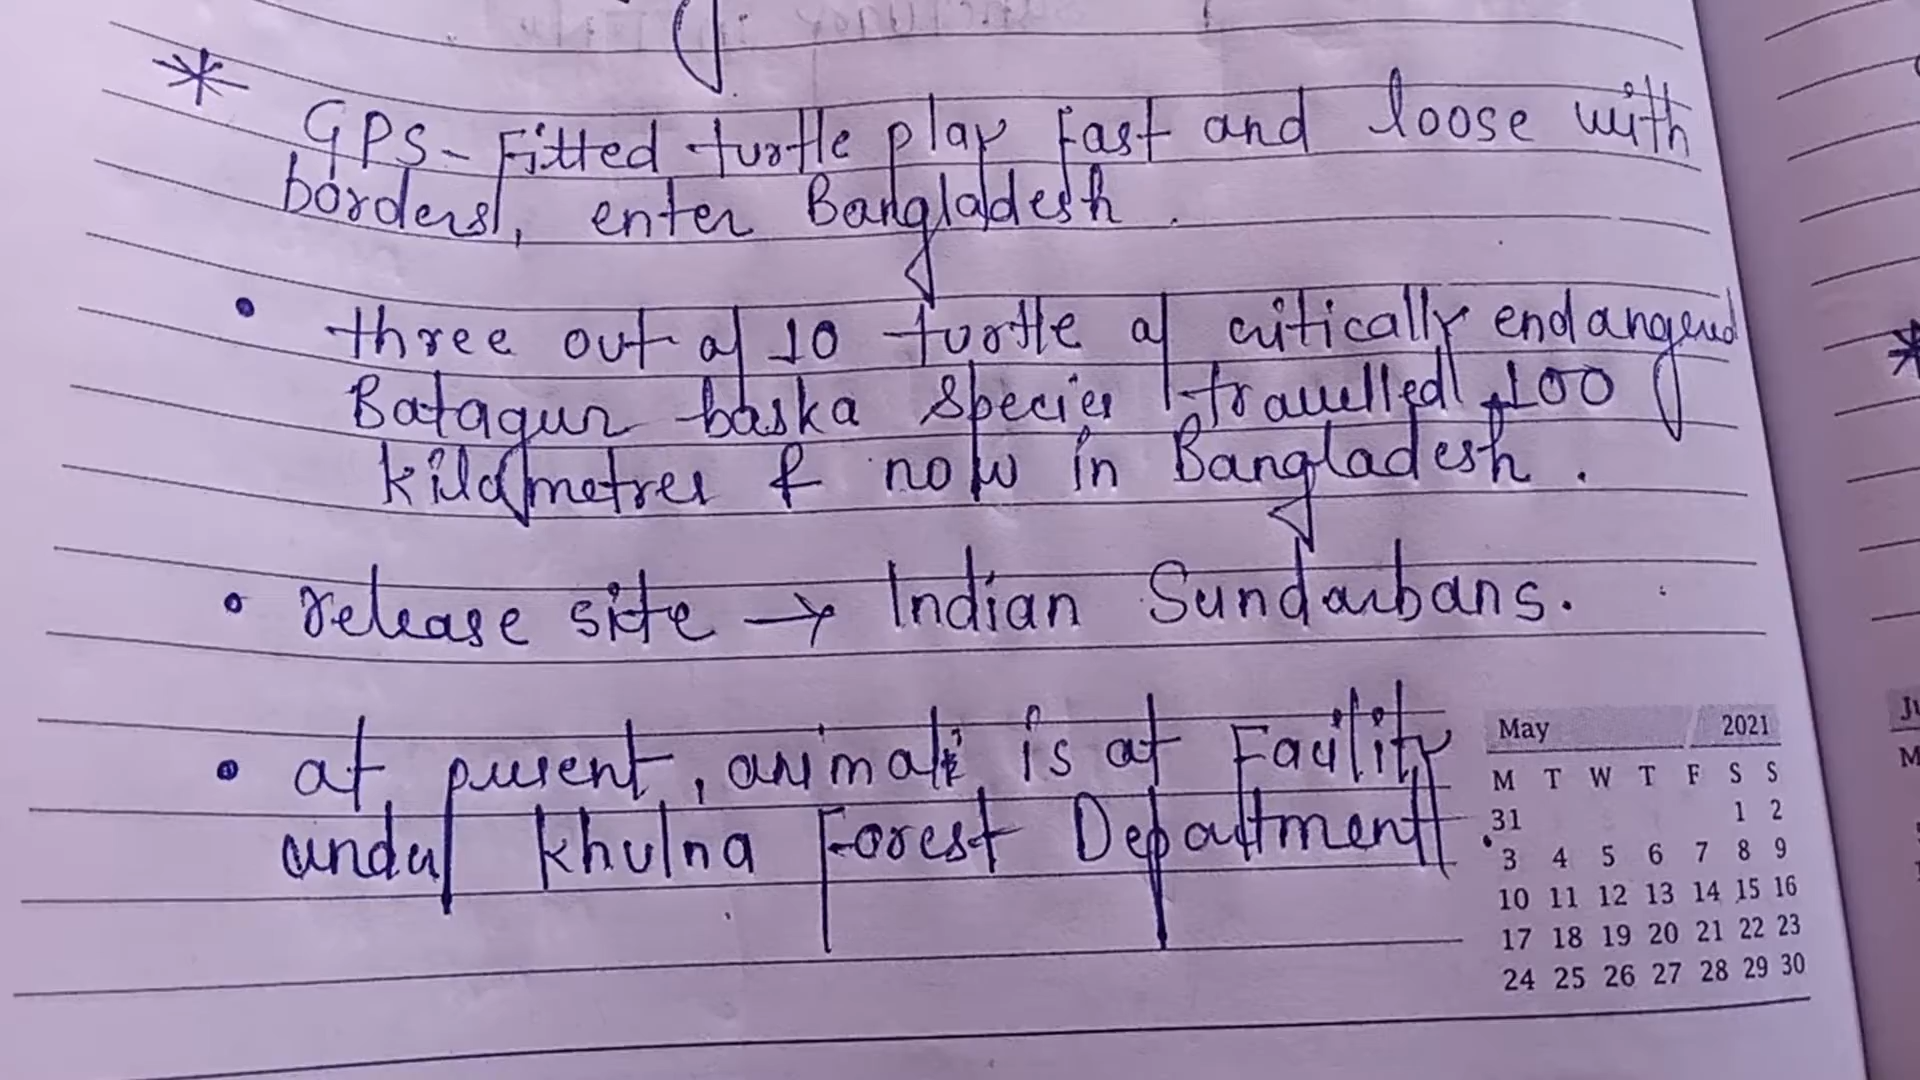 * GPS-Fitted turtle play fast and loose with
borders, enter Bangladesh.
• three out of 10 turtle of critically endangered
Batagur baska species travelled 100
kilometres & now in Bangladesh.
• release site → Indian Sundarbans.
• at present, animal is at Facility
under Khulna Forest Department
May 2021
M T W T F S S
31 1 2
3 4 5 6 7 8 9
10 11 12 13 14 15 16
17 18 19 20 21 22 23
24 25 26 27 28 29 30